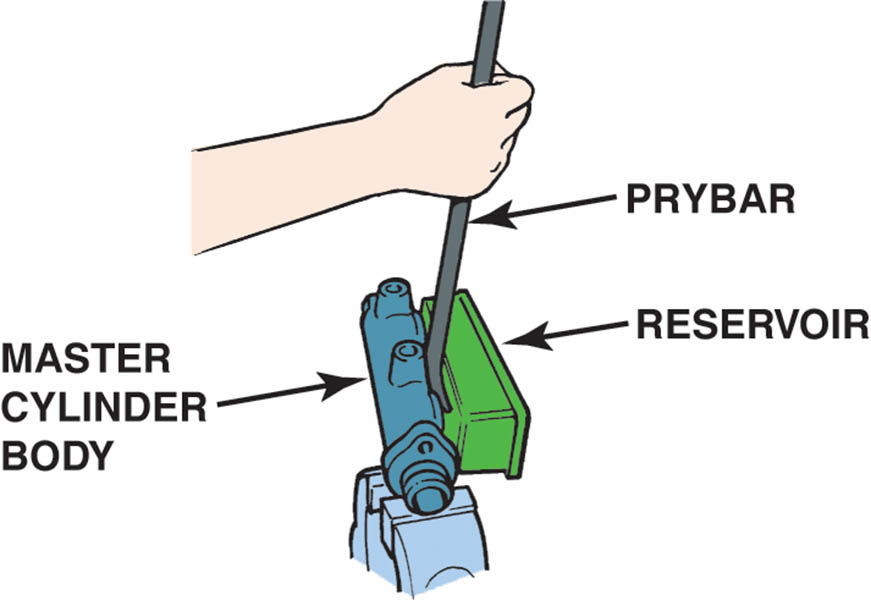 PRYBAR
RESERVOIR
MASTER
CYLINDER
BODY